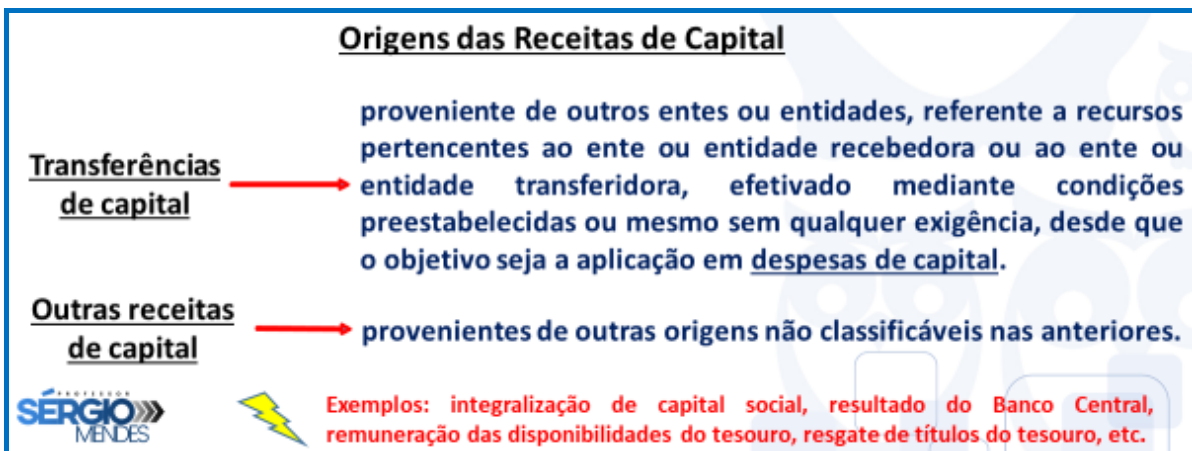 Origens das Receitas de Capital
Transferências
de capital
proveniente de outros entes ou entidades, referente a recursos
pertencentes ao ente ou entidade recebedora ou ao ente ou
entidade transferidora, efetivado mediante condições
preestabelecidas ou mesmo sem qualquer exigência, desde que
o objetivo seja a aplicação em despesas de capital.
Outras receitas
de capital
provenientes de outras origens não classificáveis nas anteriores.
PROFESSOR
SÉRGIO
MENDES
Exemplos: integralização de capital social, resultado do Banco Central,
remuneração das disponibilidades do tesouro, resgate de títulos do tesouro, etc.